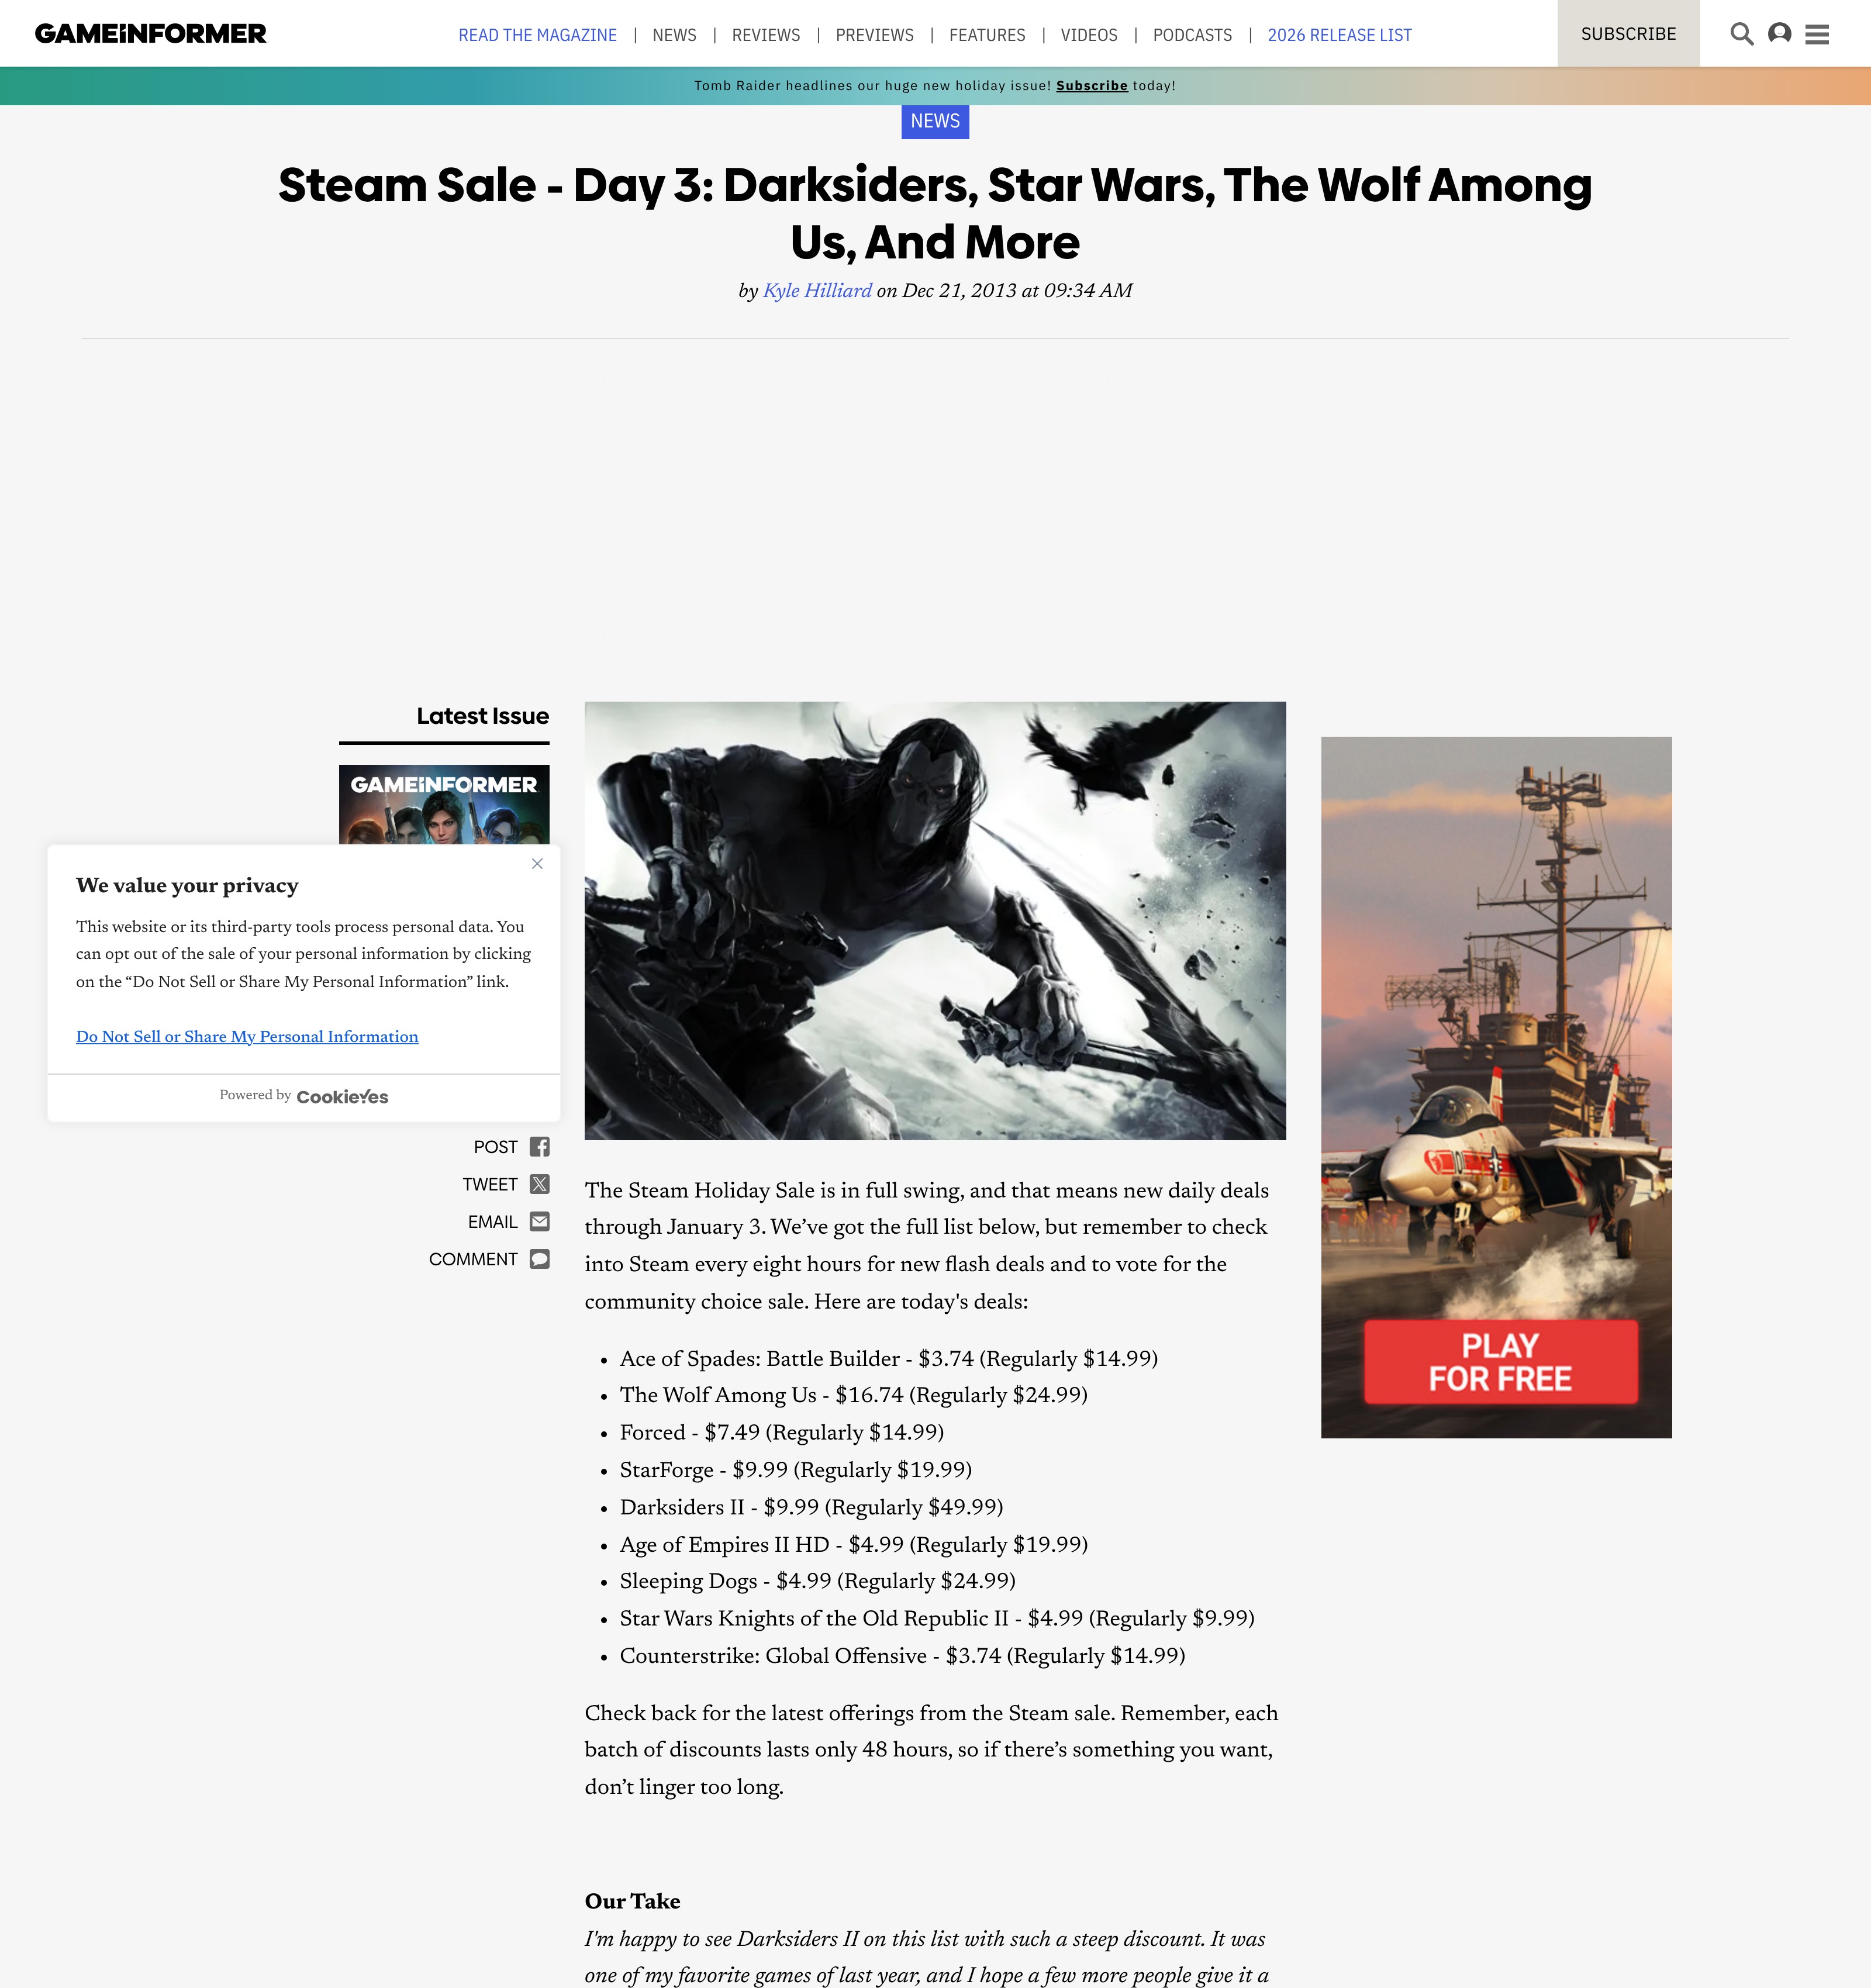 GAMEINFORMER
READ THE MAGAZINE | NEWS | REVIEWS | PREVIEWS | FEATURES | VIDEOS | PODCASTS | 2026 RELEASE LIST
SUBSCRIBE
Tomb Raider headlines our huge new holiday issue! Subscribe today!
NEWS
Steam Sale - Day 3: Darksiders, Star Wars, The Wolf Among
Us, And More
by Kyle Hilliard on Dec 21, 2013 at 09:34 AM
Latest Issue
GAMEINFORMER
We value your privacy
This website or its third-party tools process personal data. You
can opt out of the sale of your personal information by clicking
on the “Do Not Sell or Share My Personal Information” link.
Do Not Sell or Share My Personal Information
Powered by CookieYes
POST
TWEET
EMAIL
COMMENT
The Steam Holiday Sale is in full swing, and that means new daily deals
through January 3. We’ve got the full list below, but remember to check
into Steam every eight hours for new flash deals and to vote for the
community choice sale. Here are today's deals:
• Ace of Spades: Battle Builder - $3.74 (Regularly $14.99)
• The Wolf Among Us - $16.74 (Regularly $24.99)
• Forced - $7.49 (Regularly $14.99)
• StarForge - $9.99 (Regularly $19.99)
• Darksiders II - $9.99 (Regularly $49.99)
• Age of Empires II HD - $4.99 (Regularly $19.99)
• Sleeping Dogs - $4.99 (Regularly $24.99)
• Star Wars Knights of the Old Republic II - $4.99 (Regularly $9.99)
• Counterstrike: Global Offensive - $3.74 (Regularly $14.99)
Check back for the latest offerings from the Steam sale. Remember, each
batch of discounts lasts only 48 hours, so if there’s something you want,
don’t linger too long.
Our Take
I'm happy to see Darksiders II on this list with such a steep discount. It was
one of my favorite games of last year, and I hope a few more people give it a
101
PLAY
FOR FREE